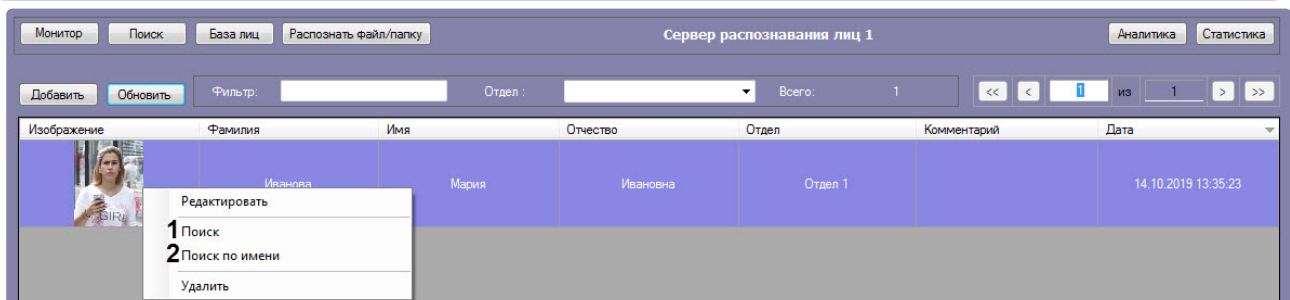 Монитор Поиск База лиц Распознать файл/папку Сервер распознавания лиц 1 Аналитика Статистика
Добавить Обновить Фильтр: Отдел : Всего: 1 << < 1 из 1 > >>
Изображение Фамилия Имя Отчество Отдел Комментарий Дата
Иванова Мария Ивановна Отдел 1 14.10.2019 13:35:23
GIRL
Редактировать
1 Поиск
2 Поиск по имени
Удалить